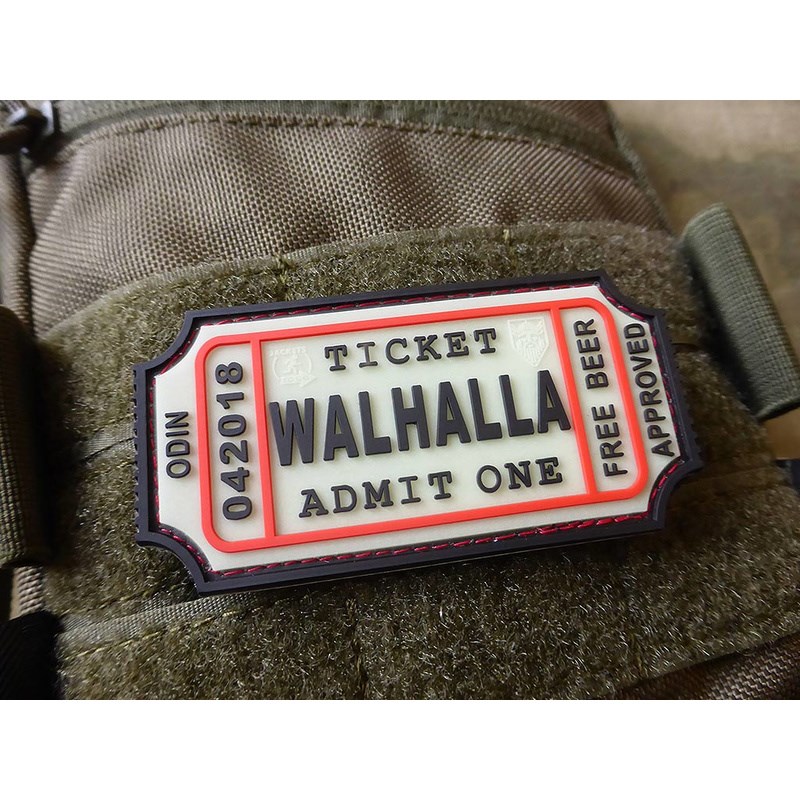 ODIN
042018
TICKET
WALHALLA
ADMIT ONE
FREE BEER
APPROVED